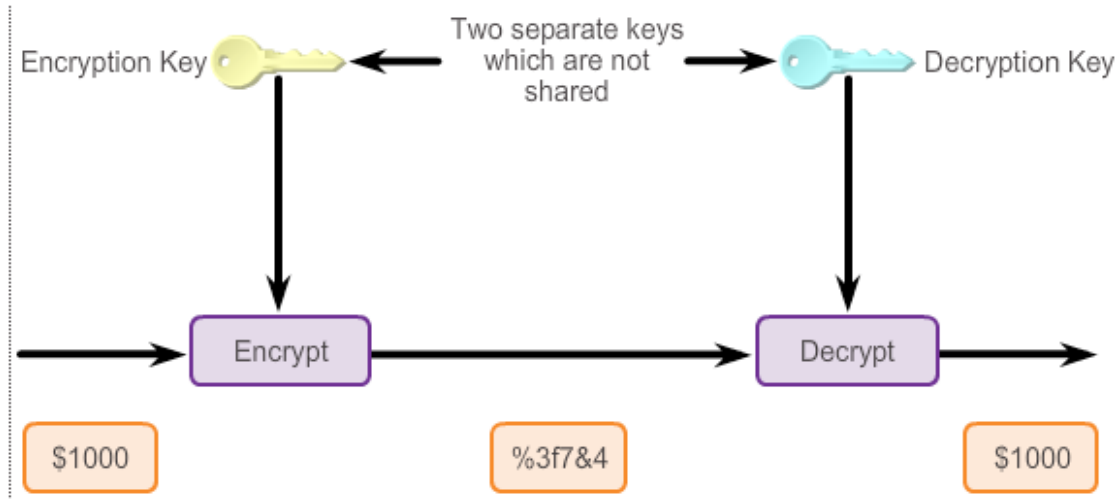 Encryption Key
Two separate keys
which are not
shared
Decryption Key
Encrypt
Decrypt
$1000
%3f7&4
$1000